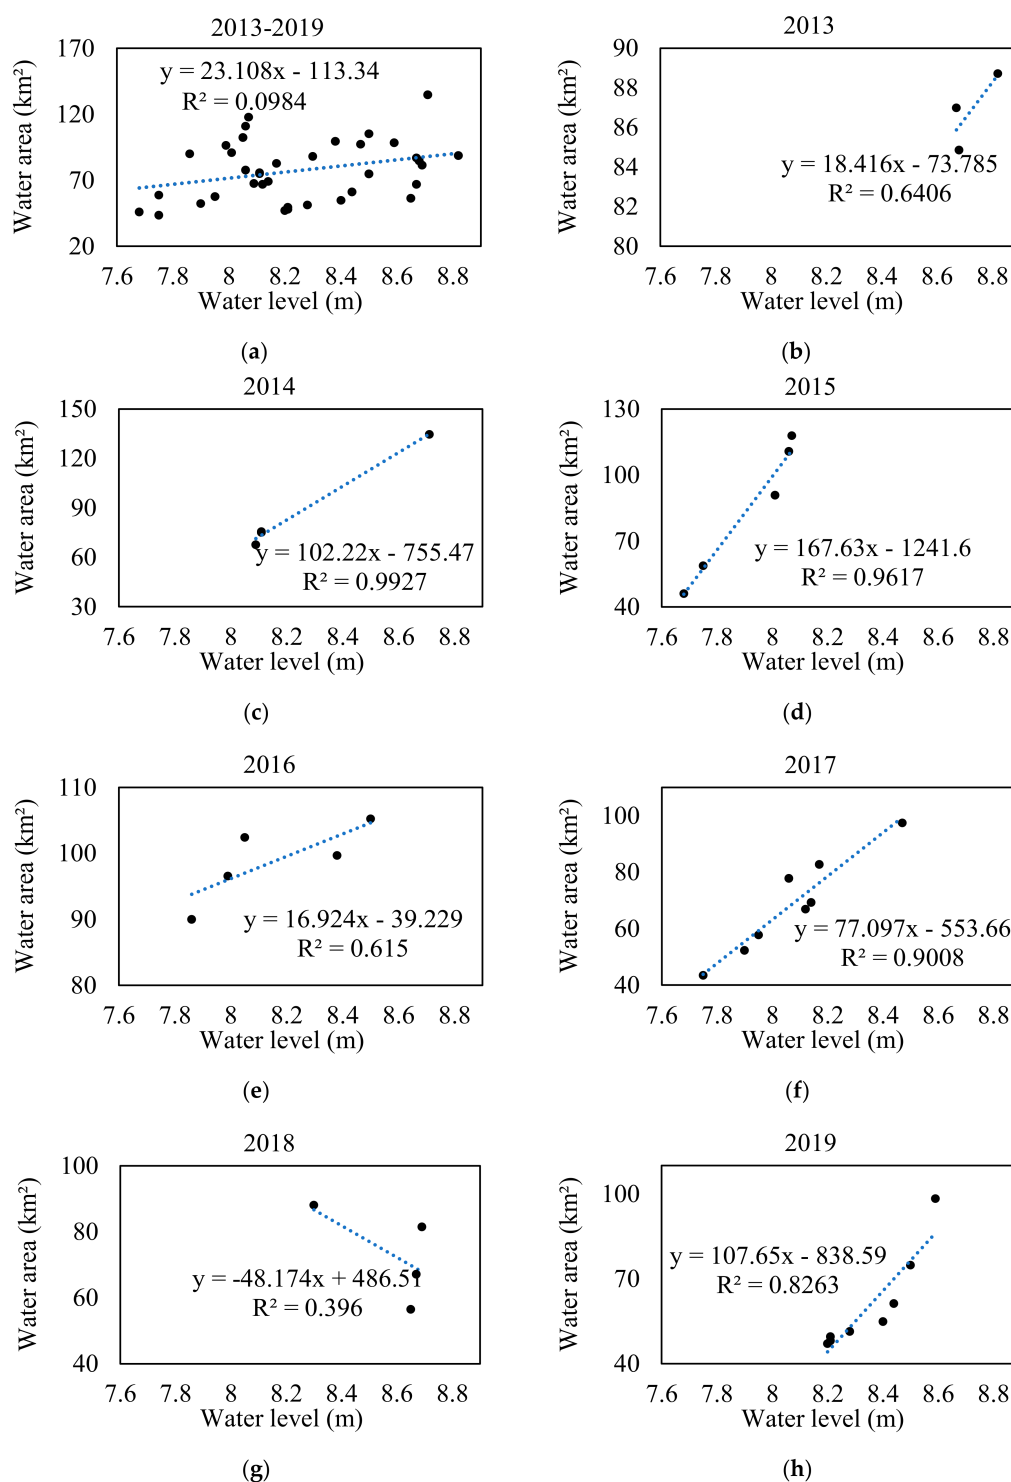 2013-2019
y = 23.108x - 113.34
R² = 0.0984
Water area (km²)
170
120
70
20
7.6 7.8 8 8.2 8.4 8.6 8.8
Water level (m)
(a)
2013
y = 18.416x - 73.785
R² = 0.6406
Water area (km²)
90
88
86
84
82
80
7.6 7.8 8 8.2 8.4 8.6 8.8
Water level (m)
(b)
2014
y = 102.22x - 755.47
R² = 0.9927
Water area (km²)
150
120
90
60
30
7.6 7.8 8 8.2 8.4 8.6 8.8
Water level (m)
(c)
2015
y = 167.63x - 1241.6
R² = 0.9617
Water area (km²)
130
100
70
40
7.6 7.8 8 8.2 8.4 8.6 8.8
Water level (m)
(d)
2016
y = 16.924x - 39.229
R² = 0.615
Water area (km²)
110
100
90
80
7.6 7.8 8 8.2 8.4 8.6 8.8
Water level (m)
(e)
2017
y = 77.097x - 553.66
R² = 0.9008
Water area (km²)
100
80
60
40
7.6 7.8 8 8.2 8.4 8.6 8.8
Water level (m)
(f)
2018
y = -48.174x + 486.51
R² = 0.396
Water area (km²)
100
80
60
40
7.6 7.8 8 8.2 8.4 8.6 8.8
Water level (m)
(g)
2019
y = 107.65x - 838.59
R² = 0.8263
Water area (km²)
100
70
40
7.6 7.8 8 8.2 8.4 8.6 8.8
Water level (m)
(h)